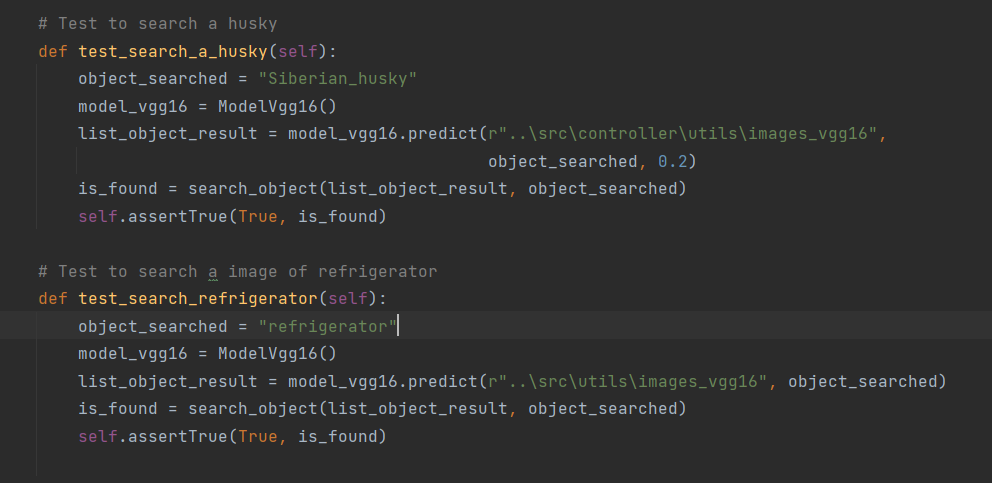 # Test to search a husky
def test_search_a_husky(self):
object_searched = "Siberian_husky"
model_vgg16 = ModelVgg16()
list_object_result = model_vgg16.predict(r"..\src\controller\utils\images_vgg16",
object_searched, 0.2)
is_found = search_object(list_object_result, object_searched)
self.assertTrue(True, is_found)
# Test to search a image of refrigerator
def test_search_refrigerator(self):
object_searched = "refrigerator"
model_vgg16 = ModelVgg16()
list_object_result = model_vgg16.predict(r"..\src\utils\images_vgg16", object_searched)
is_found = search_object(list_object_result, object_searched)
self.assertTrue(True, is_found)